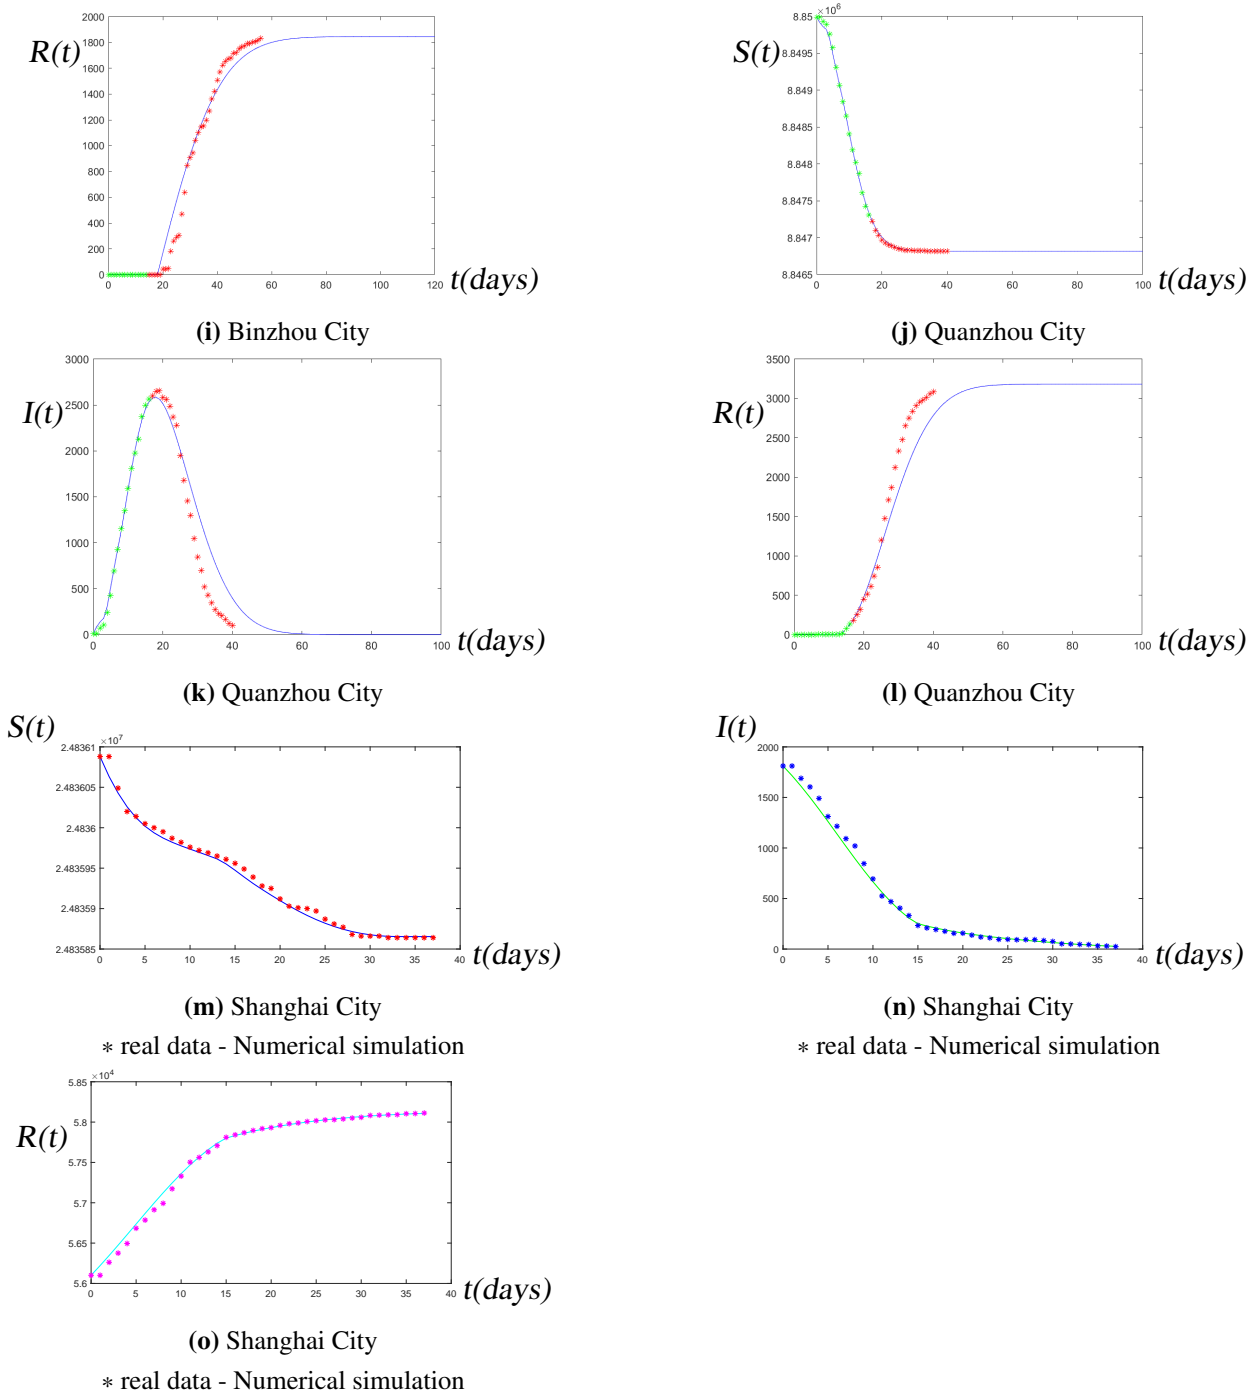 R(t)
2000
1800
1600
1400
1200
1000
800
600
400
200
0
0 20 40 60 80 100 120
t(days)
(i) Binzhou City
S(t)
×10^6
8.85
8.8495
8.849
8.8485
8.848
8.8475
8.847
8.8465
0 20 40 60 80 100
t(days)
(j) Quanzhou City
I(t)
3000
2500
2000
1500
1000
500
0
0 20 40 60 80 100
t(days)
(k) Quanzhou City
R(t)
3500
3000
2500
2000
1500
1000
500
0
0 20 40 60 80 100
t(days)
(l) Quanzhou City
S(t)
×10^7
2.48361
2.483605
2.4836
2.483595
2.48359
2.483585
0 5 10 15 20 25 30 35 40
t(days)
(m) Shanghai City
* real data - Numerical simulation
I(t)
2000
1500
1000
500
0
0 5 10 15 20 25 30 35 40
t(days)
(n) Shanghai City
* real data - Numerical simulation
R(t)
×10^4
5.85
5.8
5.75
5.7
5.65
5.6
0 5 10 15 20 25 30 35 40
t(days)
(o) Shanghai City
* real data - Numerical simulation